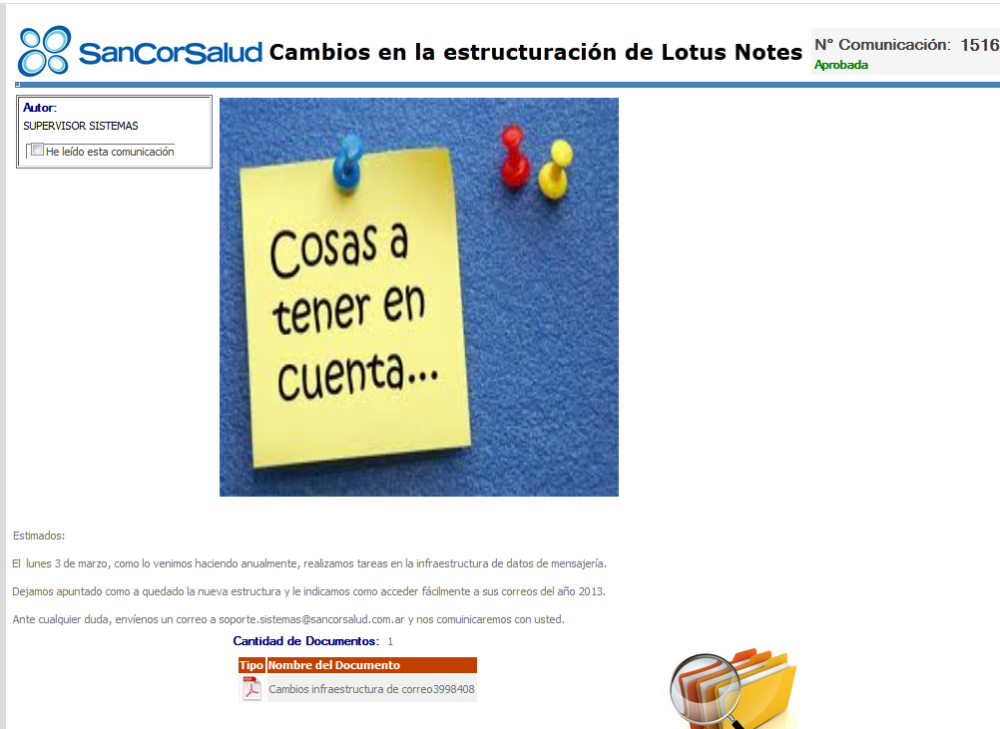 SanCorSalud Cambios en la estructuración de Lotus Notes
N° Comunicación: 1516
Aprobada
Autor:
SUPERVISOR SISTEMAS
He leído esta comunicación
Cosas a
tener en
cuenta...
Estimados:
El lunes 3 de marzo, como lo venimos haciendo anualmente, realizamos tareas en la infraestructura de datos de mensajería.
Dejamos apuntado como a quedado la nueva estructura y le indicamos como acceder fácilmente a sus correos del año 2013.
Ante cualquier duda, envíenos un correo a soporte.sistemas@sancorsalud.com.ar y nos comuinicaremos con usted.
Cantidad de Documentos: 1
Tipo Nombre del Documento
Cambios infraestructura de correo3998408